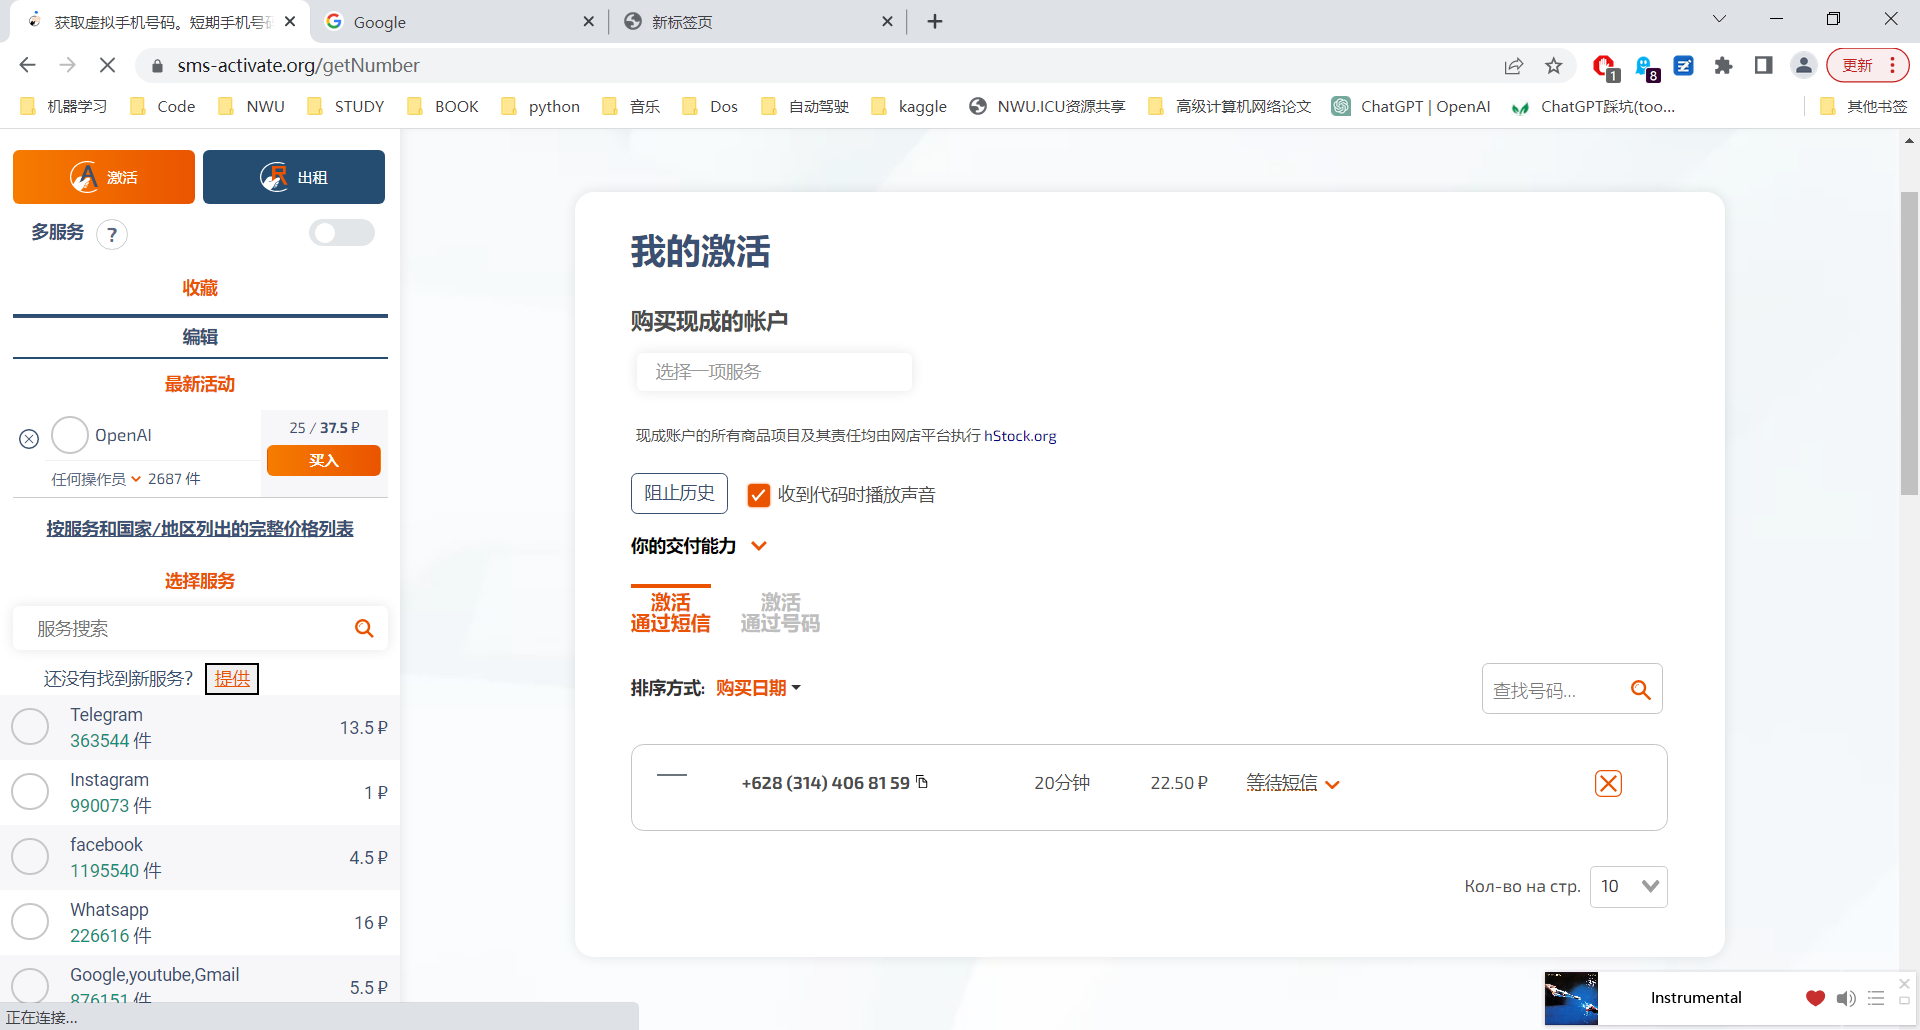 获取虚拟手机号码。短期手机号码
Google
新标签页
sms-activate.org/getNumber
1
8
更新
机器学习
Code
NWU
STUDY
BOOK
python
音乐
Dos
自动驾驶
kaggle
NWU.ICU资源共享
高级计算机网络论文
ChatGPT | OpenAI
ChatGPT踩坑(too...
其他书签
激活
出租
多服务
?
收藏
编辑
最新活动
OpenAI
25 / 37.5 ₽
买入
任何操作员
2687 件
按服务和国家/地区列出的完整价格列表
选择服务
服务搜索
还没有找到新服务?
提供
Telegram
363544 件
13.5 ₽
Instagram
990073 件
1 ₽
facebook
1195540 件
4.5 ₽
Whatsapp
226616 件
16 ₽
Google,youtube,Gmail
876151 件
5.5 ₽
正在连接...
我的激活
购买现成的帐户
选择一项服务
现成账户的所有商品项目及其责任均由网店平台执行 hStock.org
阻止历史
收到代码时播放声音
你的交付能力
激活
通过短信
激活
通过号码
排序方式:
购买日期
查找号码...
+628 (314) 406 81 59
20分钟
22.50 ₽
等待短信
Кол-во на стр.
10
Instrumental